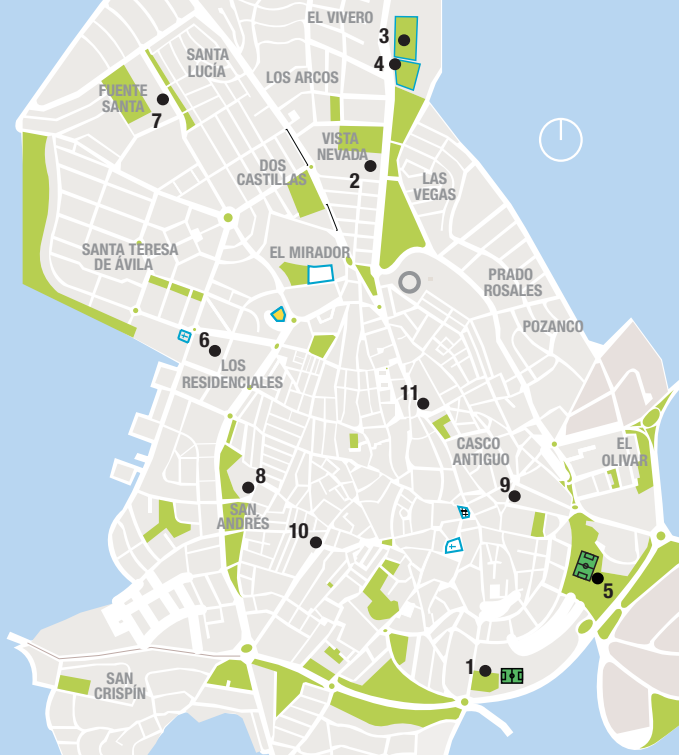 EL VIVERO
3
4
SANTA
LUCÍA
LOS ARCOS
FUENTE
SANTA
7
VISTA
NEVADA
2
DOS
CASTILLAS
LAS
VEGAS
SANTA TERESA
DE ÁVILA
EL MIRADOR
PRADO
ROSALES
POZANCO
6
LOS
RESIDENCIALES
11
CASCO
ANTIGUO
EL
OLIVAR
8
9
SAN
ANDRÉS
10
5
1
SAN
CRISPÍN